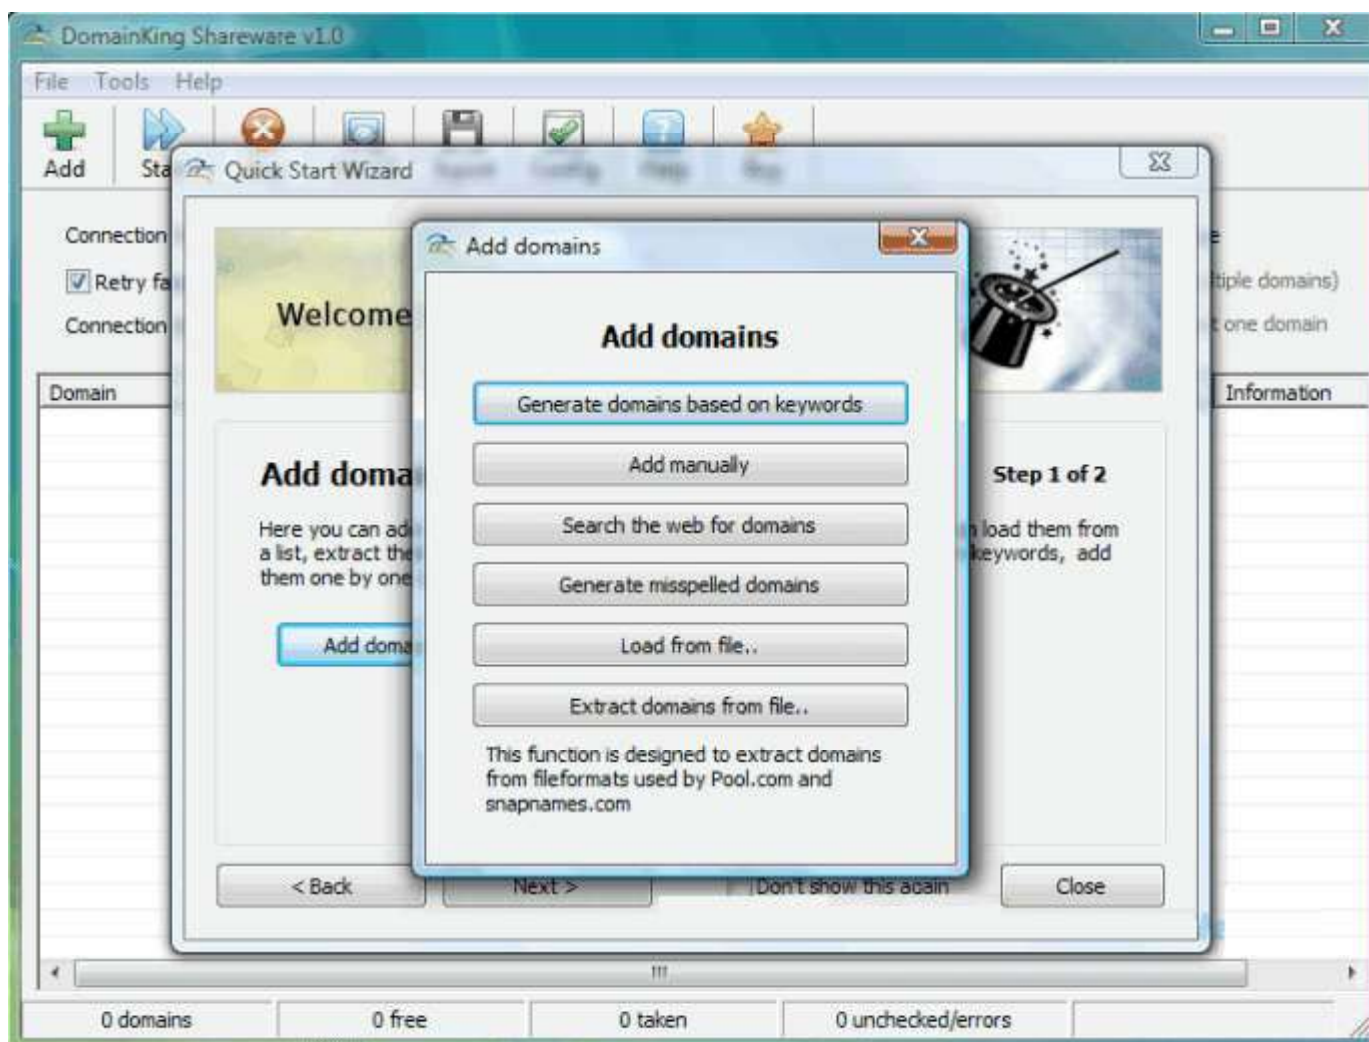 DomainKing Shareware v1.0
File Tools Help
Add
Sta
Quick Start Wizard
Connection
Retry fa
Connection
tiple domains)
t one domain
Domain
Information
Welcome
Add doma
Step 1 of 2
Here you can ad
load them from
a list, extract the
keywords, add
them one by one
Add doma
Add domains
Add domains
Generate domains based on keywords
Add manually
Search the web for domains
Generate misspelled domains
Load from file..
Extract domains from file..
This function is designed to extract domains
from fileformats used by Pool.com and
snapnames.com
< Back
Next >
Don't show this again
Close
0 domains
0 free
0 taken
0 unchecked/errors